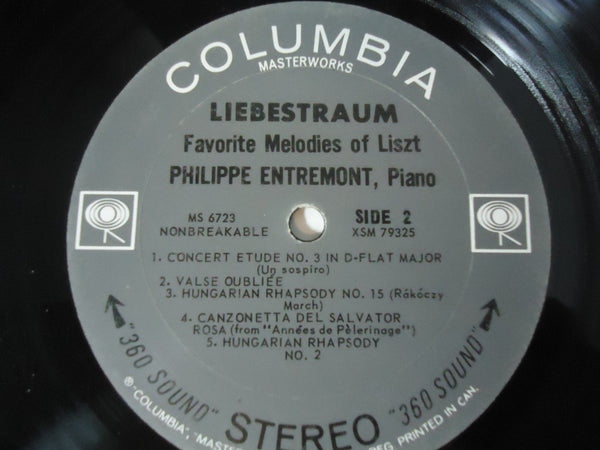 COLUMBIA
MASTERWORKS
LIEBESTRAUM
Favorite Melodies of Liszt
PHILIPPE ENTREMONT, Piano
MS 6723
NONBREAKABLE
SIDE 2
XSM 79325
1. CONCERT ETUDE NO. 3 IN D-FLAT MAJOR
(Un sospiro)
2. VALSE OUBLIÉE
3. HUNGARIAN RHAPSODY NO. 15 (Rákóczy
March)
4. CANZONETTA DEL SALVATOR
ROSA (from "Années de Pèlerinage")
5. HUNGARIAN RHAPSODY
NO. 2
"360 SOUND"
STEREO
"360 SOUND"
® "COLUMBIA", "MASTER
REG. PRINTED IN CAN.